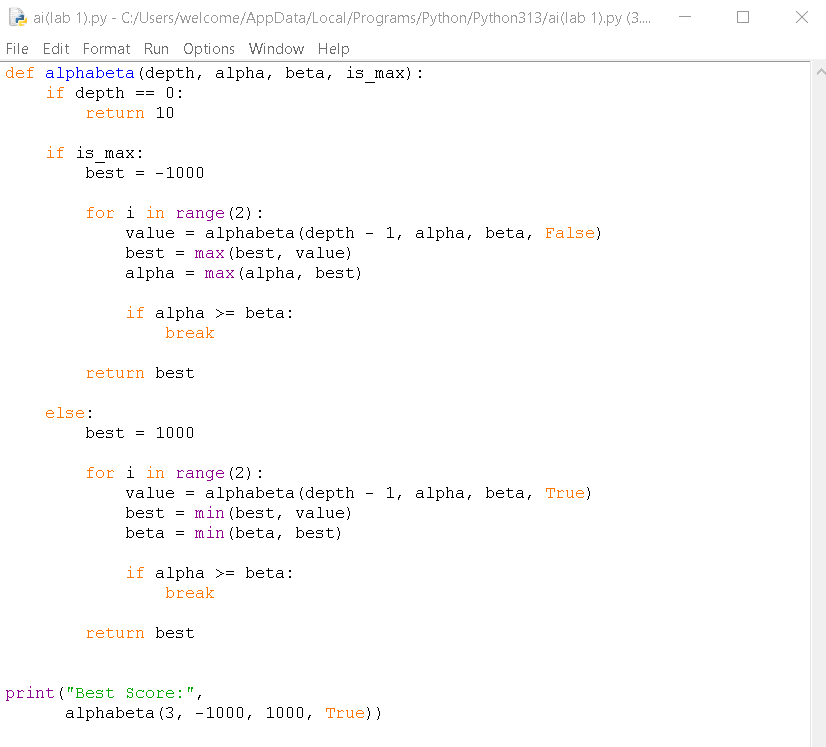 ai(lab 1).py - C:/Users/welcome/AppData/Local/Programs/Python/Python313/ai(lab 1).py (3....
File Edit Format Run Options Window Help
def alphabeta(depth, alpha, beta, is_max):
    if depth == 0:
        return 10

    if is_max:
        best = -1000

        for i in range(2):
            value = alphabeta(depth - 1, alpha, beta, False)
            best = max(best, value)
            alpha = max(alpha, best)

            if alpha >= beta:
                break

        return best

    else:
        best = 1000

        for i in range(2):
            value = alphabeta(depth - 1, alpha, beta, True)
            best = min(best, value)
            beta = min(beta, best)

            if alpha >= beta:
                break

        return best


print("Best Score:",
      alphabeta(3, -1000, 1000, True))